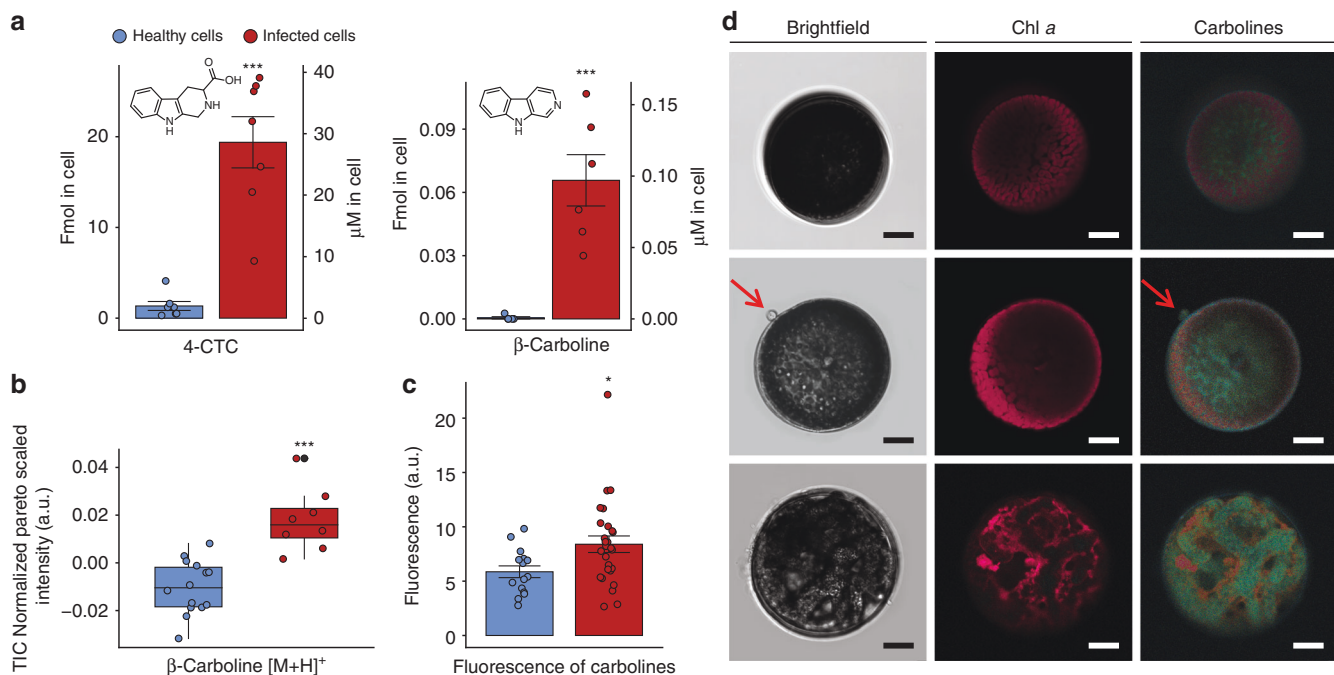 a
Healthy cells
Infected cells
Fmol in cell
20
10
0
O
OH
NH
N
H
***
40
30
20
10
0
μM in cell
4-CTC
Fmol in cell
0.09
0.06
0.03
0.00
N
N
H
***
0.15
0.10
0.05
0.00
μM in cell
β-Carboline
b
TIC Normalized pareto scaled
intensity (a.u.)
0.04
0.02
0.00
−0.02
***
β-Carboline [M+H]⁺
c
Fluorescence (a.u.)
20
15
10
5
0
*
Fluorescence of carbolines
d
Brightfield
Chl a
Carbolines